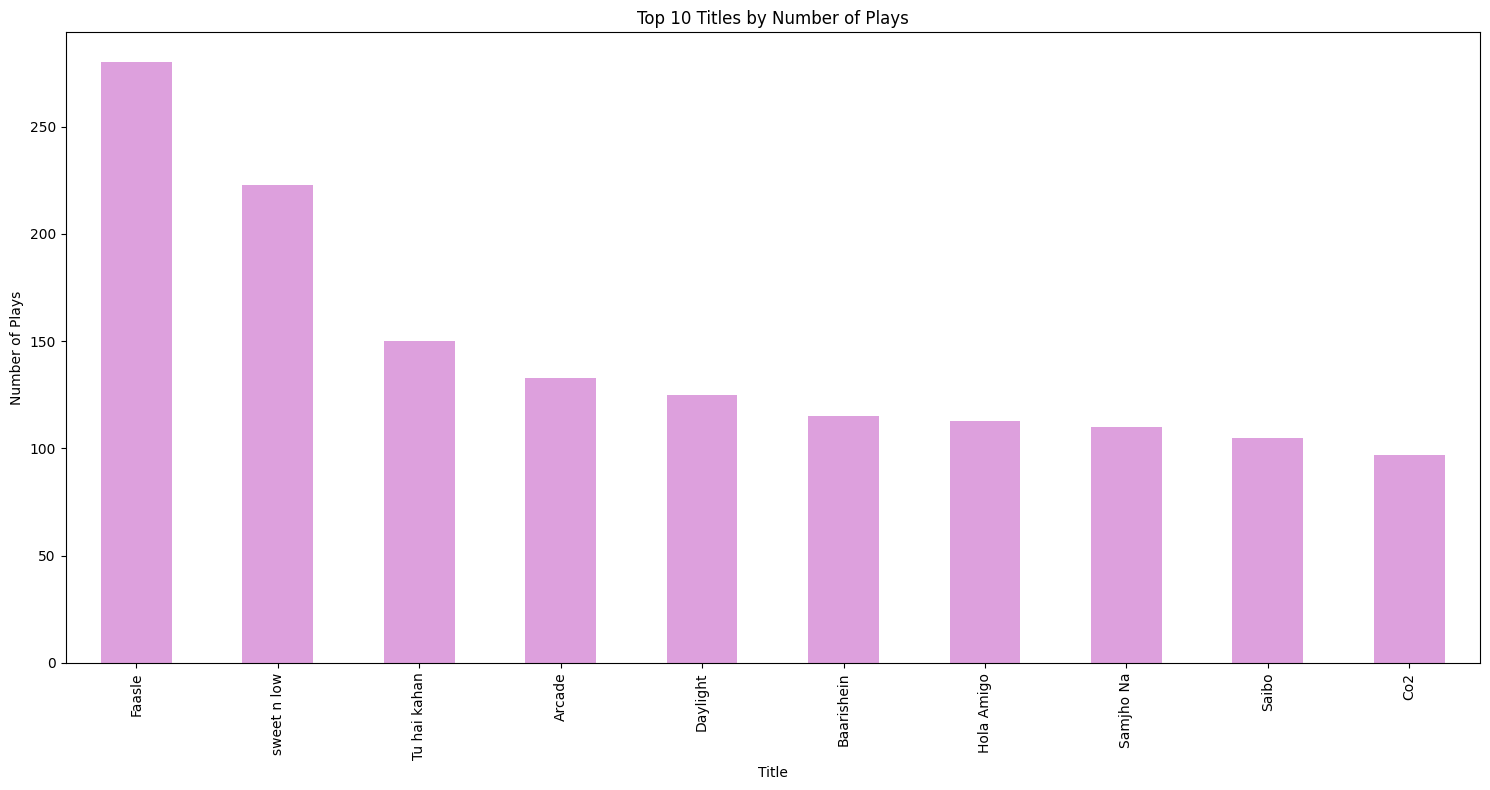 Top 10 Titles by Number of Plays
Number of Plays
250
200
150
100
50
0
Faasle
sweet n low
Tu hai kahan
Arcade
Daylight
Baarishein
Hola Amigo
Samjho Na
Saibo
Co2
Title